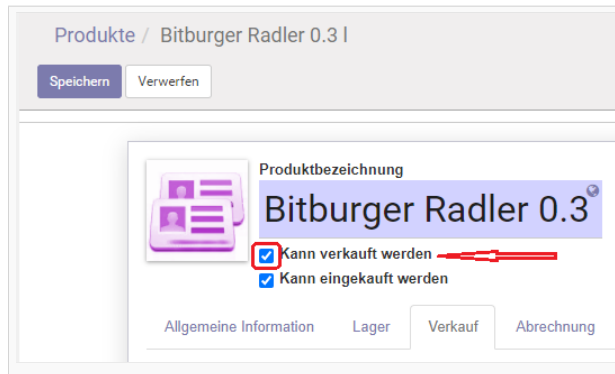 Produkte / Bitburger Radler 0.3 l
Speichern Verwerfen
Produktbezeichnung
Bitburger Radler 0.3
Kann verkauft werden
Kann eingekauft werden
Allgemeine Information Lager Verkauf Abrechnung